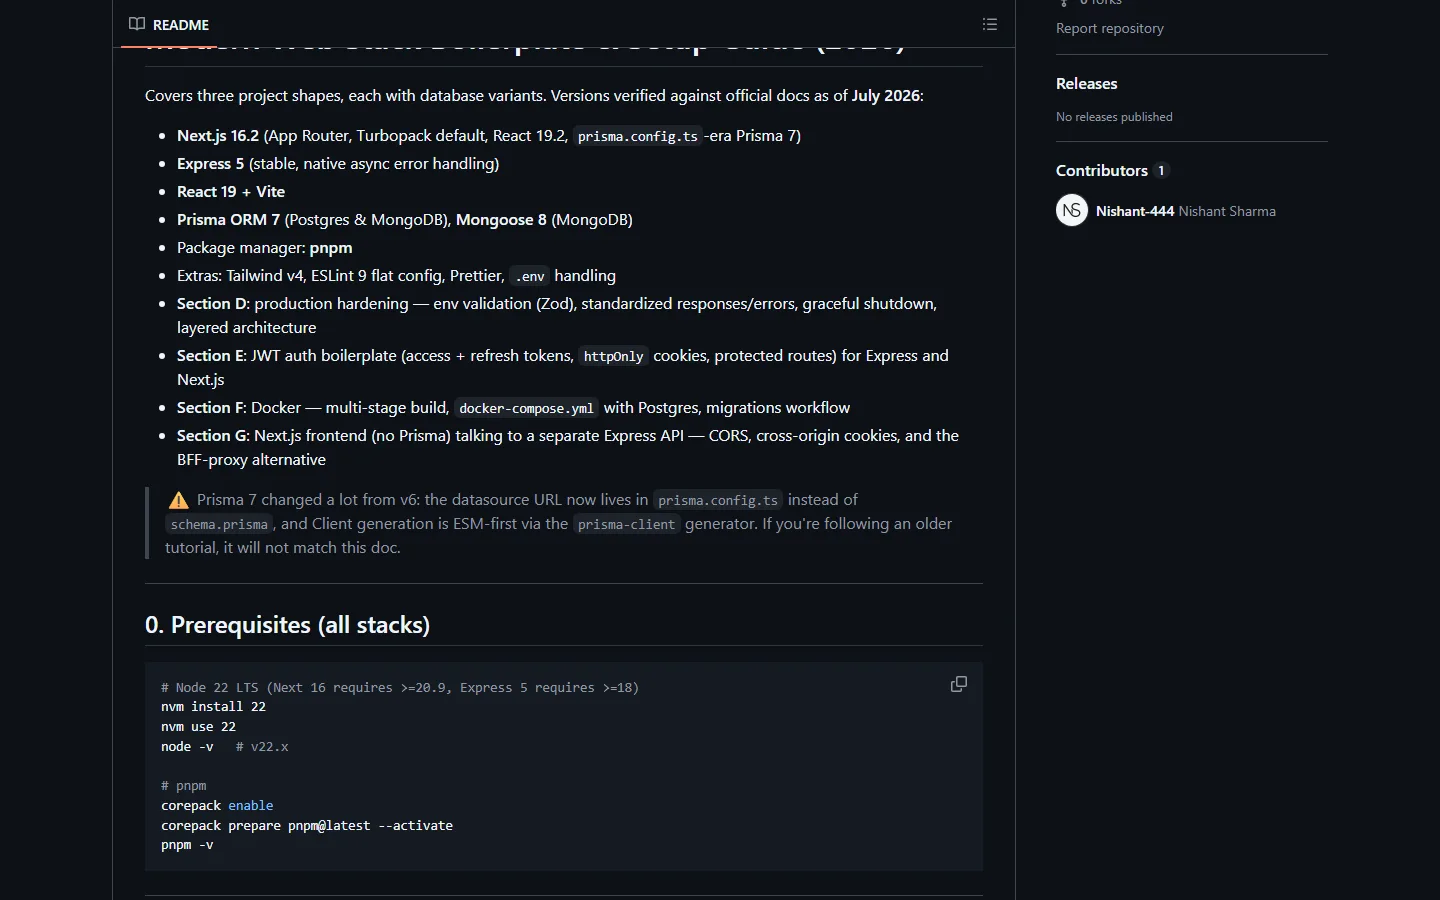 README
Modern Web Stack Boilerplate & Setup Guide (2026)
Covers three project shapes, each with database variants. Versions verified against official docs as of July 2026:
Next.js 16.2 (App Router, Turbopack default, React 19.2, prisma.config.ts-era Prisma 7)
Express 5 (stable, native async error handling)
React 19 + Vite
Prisma ORM 7 (Postgres & MongoDB), Mongoose 8 (MongoDB)
Package manager: pnpm
Extras: Tailwind v4, ESLint 9 flat config, Prettier, .env handling
Section D: production hardening — env validation (Zod), standardized responses/errors, graceful shutdown,
layered architecture
Section E: JWT auth boilerplate (access + refresh tokens, httpOnly cookies, protected routes) for Express and
Next.js
Section F: Docker — multi-stage build, docker-compose.yml with Postgres, migrations workflow
Section G: Next.js frontend (no Prisma) talking to a separate Express API — CORS, cross-origin cookies, and the
BFF-proxy alternative
⚠️ Prisma 7 changed a lot from v6: the datasource URL now lives in prisma.config.ts instead of
schema.prisma, and Client generation is ESM-first via the prisma-client generator. If you're following an older
tutorial, it will not match this doc.
0. Prerequisites (all stacks)
# Node 22 LTS (Next 16 requires >=20.9, Express 5 requires >=18)
nvm install 22
nvm use 22
node -v   # v22.x
# pnpm
corepack enable
corepack prepare pnpm@latest --activate
pnpm -v
0 forks
Report repository
Releases
No releases published
Contributors 1
NS
Nishant-444 Nishant Sharma